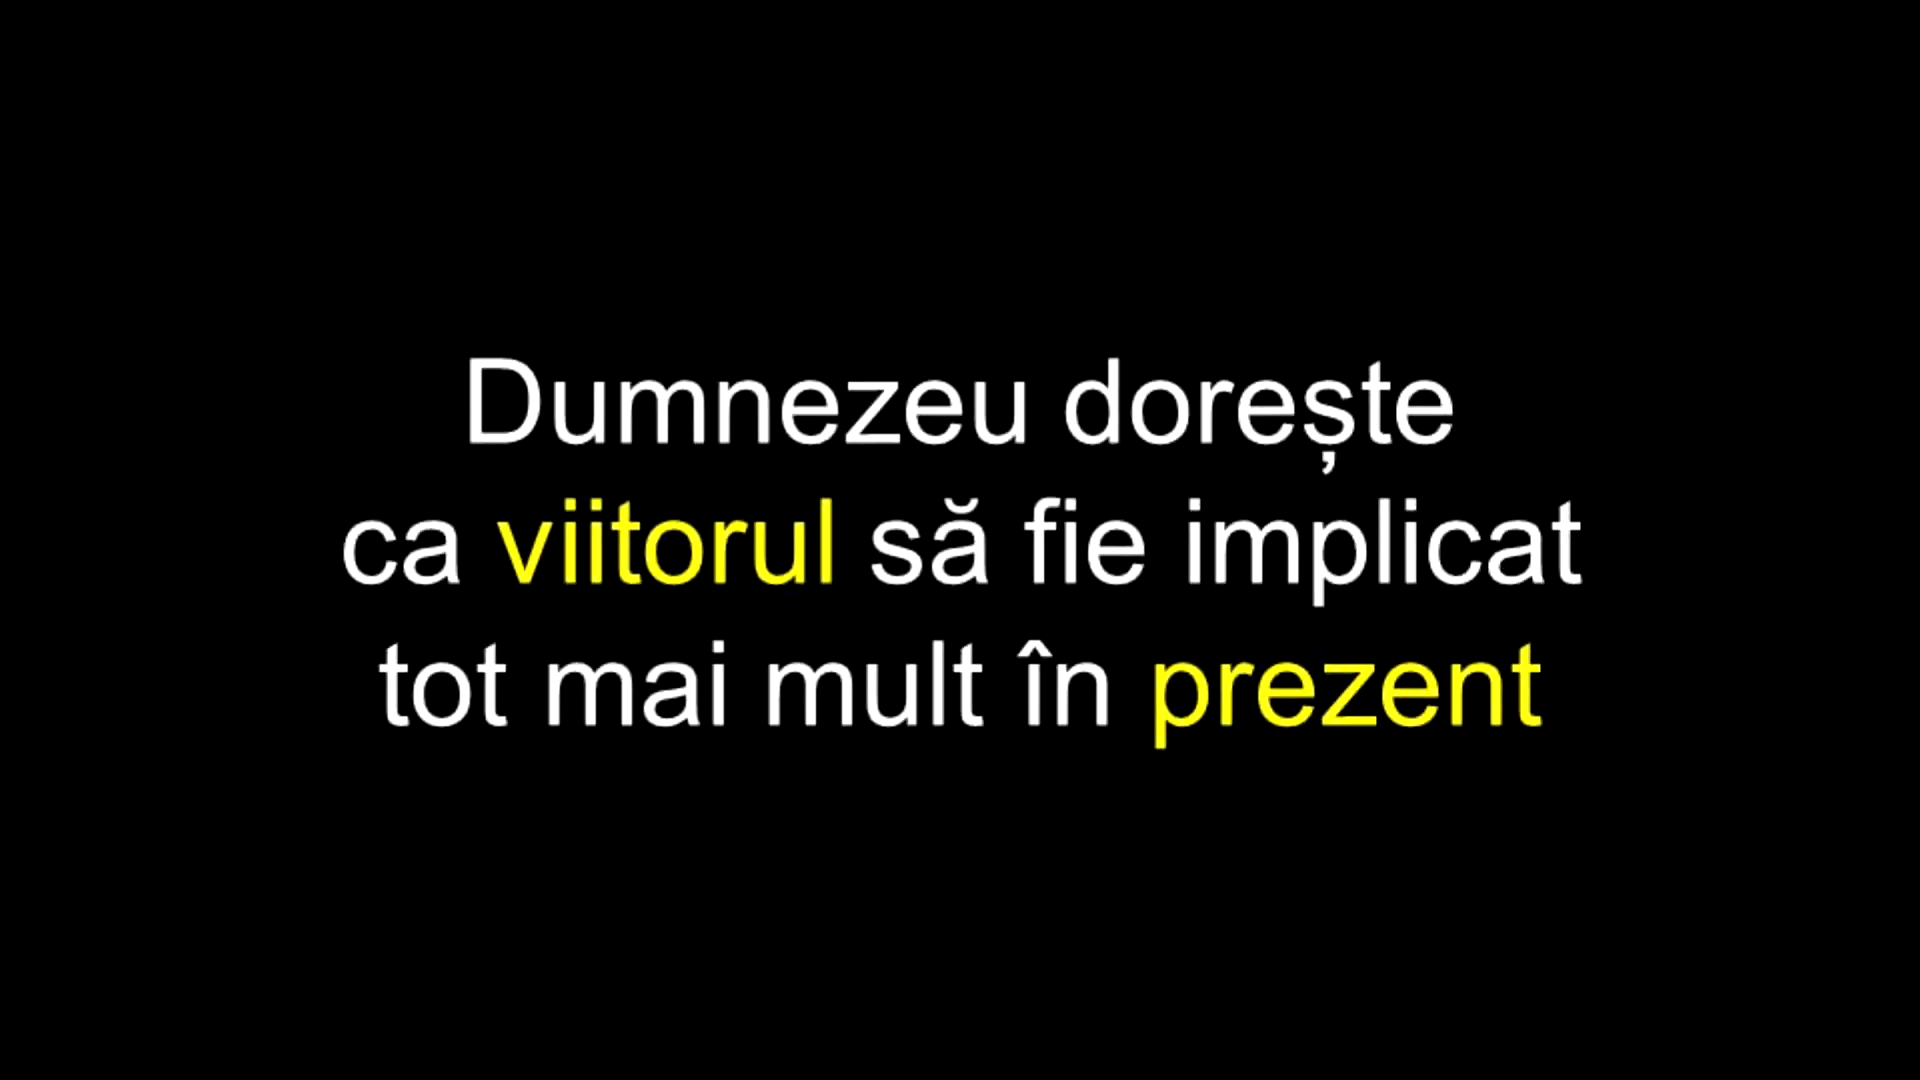 Dumnezeu dorește
ca viitorul să fie implicat
tot mai mult în prezent